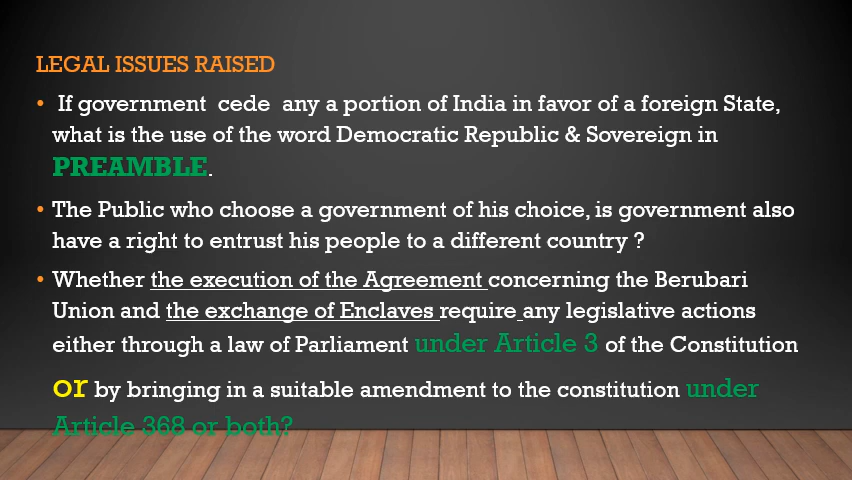 LEGAL ISSUES RAISED
• If government cede any a portion of India in favor of a foreign State,
what is the use of the word Democratic Republic & Sovereign in
PREAMBLE.
• The Public who choose a government of his choice, is government also
have a right to entrust his people to a different country ?
• Whether the execution of the Agreement concerning the Berubari
Union and the exchange of Enclaves require any legislative actions
either through a law of Parliament under Article 3 of the Constitution
or by bringing in a suitable amendment to the constitution under
Article 368 or both?